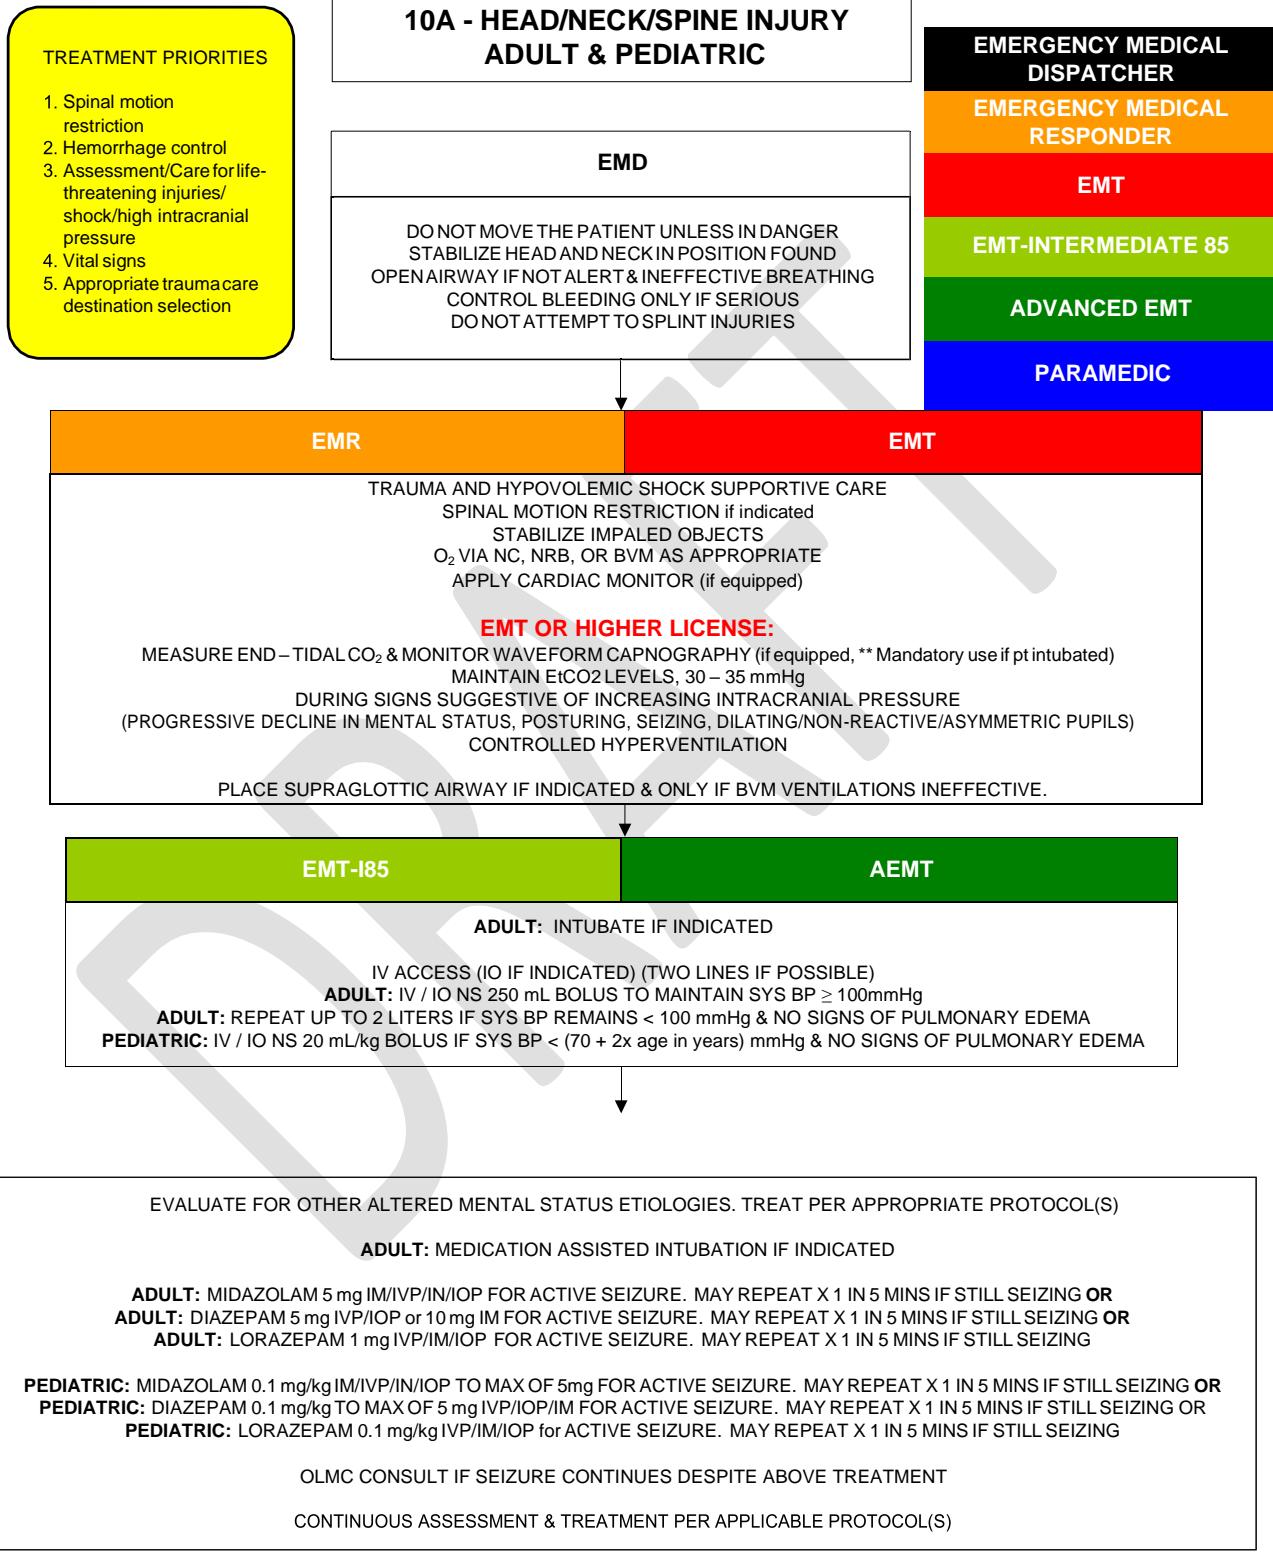 10A - HEAD/NECK/SPINE INJURY
ADULT & PEDIATRIC
TREATMENT PRIORITIES
1. Spinal motion
restriction
2. Hemorrhage control
3. Assessment/Care for life-
threatening injuries/
shock/high intracranial
pressure
4. Vital signs
5. Appropriate trauma care
destination selection
EMERGENCY MEDICAL
DISPATCHER
EMERGENCY MEDICAL
RESPONDER
EMT
EMT-INTERMEDIATE 85
ADVANCED EMT
PARAMEDIC
EMD
DO NOT MOVE THE PATIENT UNLESS IN DANGER
STABILIZE HEAD AND NECK IN POSITION FOUND
OPEN AIRWAY IF NOT ALERT & INEFFECTIVE BREATHING
CONTROL BLEEDING ONLY IF SERIOUS
DO NOT ATTEMPT TO SPLINT INJURIES
EMR
EMT
TRAUMA AND HYPOVOLEMIC SHOCK SUPPORTIVE CARE
SPINAL MOTION RESTRICTION if indicated
STABILIZE IMPALED OBJECTS
O2 VIA NC, NRB, OR BVM AS APPROPRIATE
APPLY CARDIAC MONITOR (if equipped)
EMT OR HIGHER LICENSE:
MEASURE END – TIDAL CO2 & MONITOR WAVEFORM CAPNOGRAPHY (if equipped, ** Mandatory use if pt intubated)
MAINTAIN EtCO2 LEVELS, 30 – 35 mmHg
DURING SIGNS SUGGESTIVE OF INCREASING INTRACRANIAL PRESSURE
(PROGRESSIVE DECLINE IN MENTAL STATUS, POSTURING, SEIZING, DILATING/NON-REACTIVE/ASYMMETRIC PUPILS)
CONTROLLED HYPERVENTILATION
PLACE SUPRAGLOTTIC AIRWAY IF INDICATED & ONLY IF BVM VENTILATIONS INEFFECTIVE.
EMT-I85
AEMT
ADULT: INTUBATE IF INDICATED
IV ACCESS (IO IF INDICATED) (TWO LINES IF POSSIBLE)
ADULT: IV / IO NS 250 mL BOLUS TO MAINTAIN SYS BP ≥ 100mmHg
ADULT: REPEAT UP TO 2 LITERS IF SYS BP REMAINS < 100 mmHg & NO SIGNS OF PULMONARY EDEMA
PEDIATRIC: IV / IO NS 20 mL/kg BOLUS IF SYS BP < (70 + 2x age in years) mmHg & NO SIGNS OF PULMONARY EDEMA
EVALUATE FOR OTHER ALTERED MENTAL STATUS ETIOLOGIES. TREAT PER APPROPRIATE PROTOCOL(S)
ADULT: MEDICATION ASSISTED INTUBATION IF INDICATED
ADULT: MIDAZOLAM 5 mg IM/IVP/IN/IOP FOR ACTIVE SEIZURE. MAY REPEAT X 1 IN 5 MINS IF STILL SEIZING OR
ADULT: DIAZEPAM 5 mg IVP/IOP or 10 mg IM FOR ACTIVE SEIZURE. MAY REPEAT X 1 IN 5 MINS IF STILL SEIZING OR
ADULT: LORAZEPAM 1 mg IVP/IM/IOP FOR ACTIVE SEIZURE. MAY REPEAT X 1 IN 5 MINS IF STILL SEIZING
PEDIATRIC: MIDAZOLAM 0.1 mg/kg IM/IVP/IN/IOP TO MAX OF 5mg FOR ACTIVE SEIZURE. MAY REPEAT X 1 IN 5 MINS IF STILL SEIZING OR
PEDIATRIC: DIAZEPAM 0.1 mg/kg TO MAX OF 5 mg IVP/IOP/IM FOR ACTIVE SEIZURE. MAY REPEAT X 1 IN 5 MINS IF STILL SEIZING OR
PEDIATRIC: LORAZEPAM 0.1 mg/kg IVP/IM/IOP for ACTIVE SEIZURE. MAY REPEAT X 1 IN 5 MINS IF STILL SEIZING
OLMC CONSULT IF SEIZURE CONTINUES DESPITE ABOVE TREATMENT
CONTINUOUS ASSESSMENT & TREATMENT PER APPLICABLE PROTOCOL(S)
DRAFT